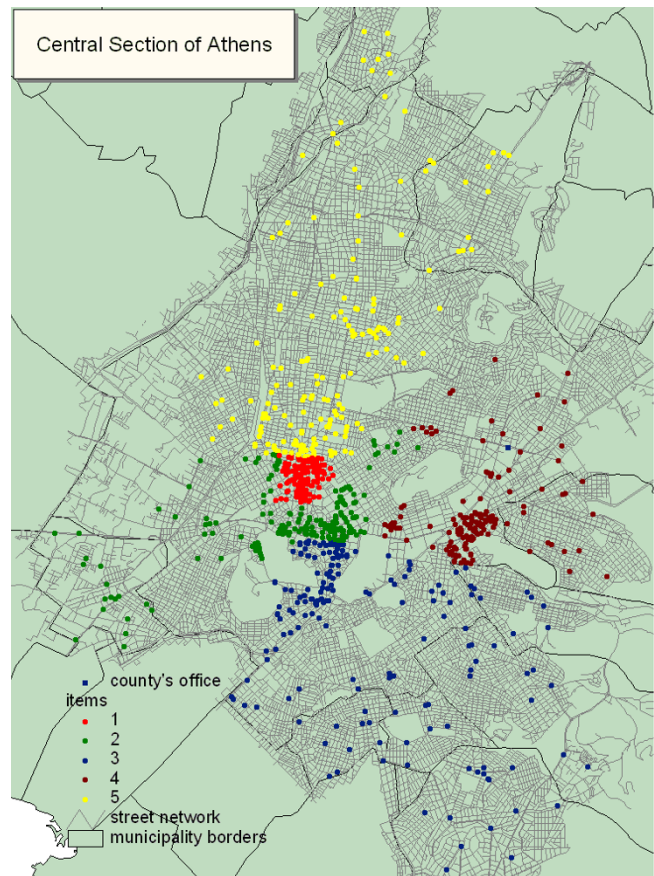 Central Section of Athens
county's office
items
1
2
3
4
5
street network
municipality borders